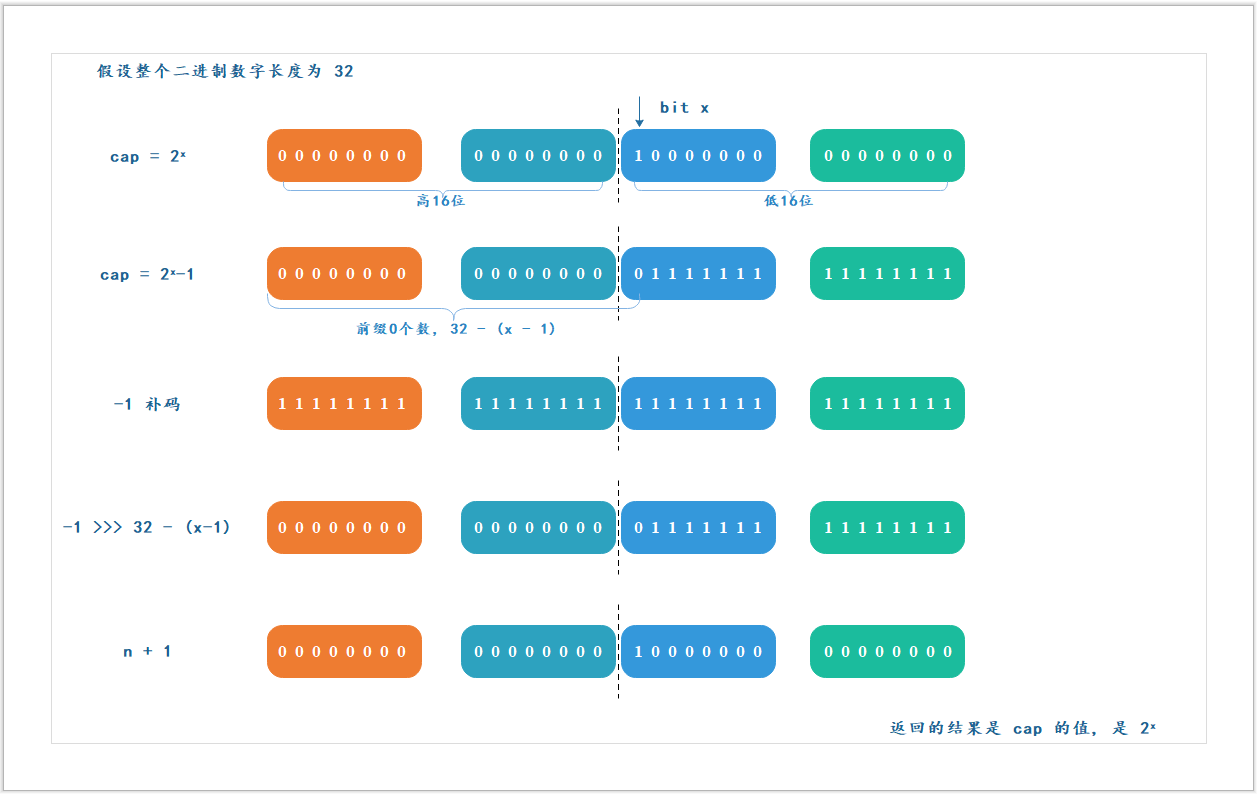 假设整个二进制数字长度为 32
bit x
cap = 2ˣ 0 0 0 0 0 0 0 0 0 0 0 0 0 0 0 0 1 0 0 0 0 0 0 0 0 0 0 0 0 0 0 0
高16位 低16位
cap = 2ˣ-1 0 0 0 0 0 0 0 0 0 0 0 0 0 0 0 0 0 1 1 1 1 1 1 1 1 1 1 1 1 1 1 1
前缀0个数, 32 - (x - 1)
-1 补码 1 1 1 1 1 1 1 1 1 1 1 1 1 1 1 1 1 1 1 1 1 1 1 1 1 1 1 1 1 1 1 1
-1 >>> 32 - (x-1) 0 0 0 0 0 0 0 0 0 0 0 0 0 0 0 0 0 1 1 1 1 1 1 1 1 1 1 1 1 1 1 1
n + 1 0 0 0 0 0 0 0 0 0 0 0 0 0 0 0 0 1 0 0 0 0 0 0 0 0 0 0 0 0 0 0 0
返回的结果是 cap 的值, 是 2ˣ